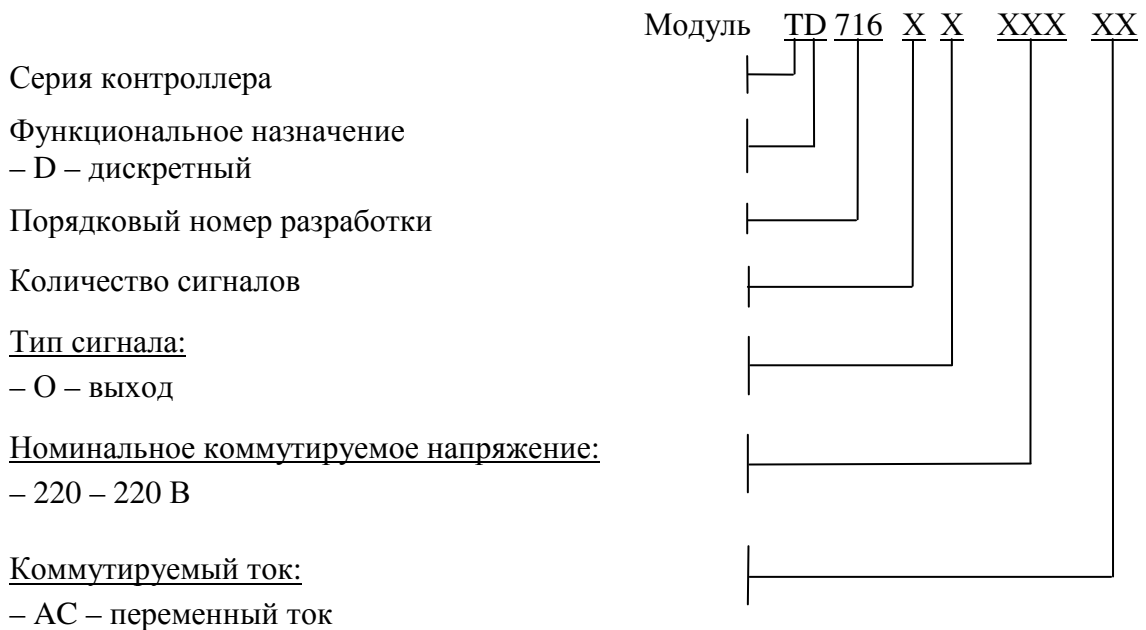 Модуль TD 716 X X XXX XX
Серия контроллера
Функциональное назначение
– D – дискретный
Порядковый номер разработки
Количество сигналов
Тип сигнала:
– О – выход
Номинальное коммутируемое напряжение:
– 220 – 220 В
Коммутируемый ток:
– АС – переменный ток